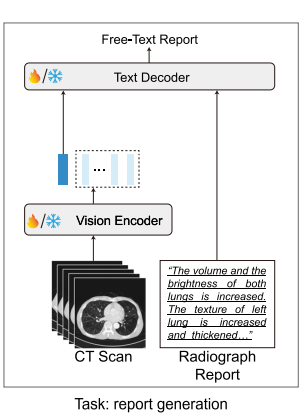 Free-Text Report
Text Decoder
...
Vision Encoder
"The volume and the
brightness of both
lungs is increased.
The texture of left
lung is increased
and thickened..."
CT Scan
Radiograph
Report
Task: report generation